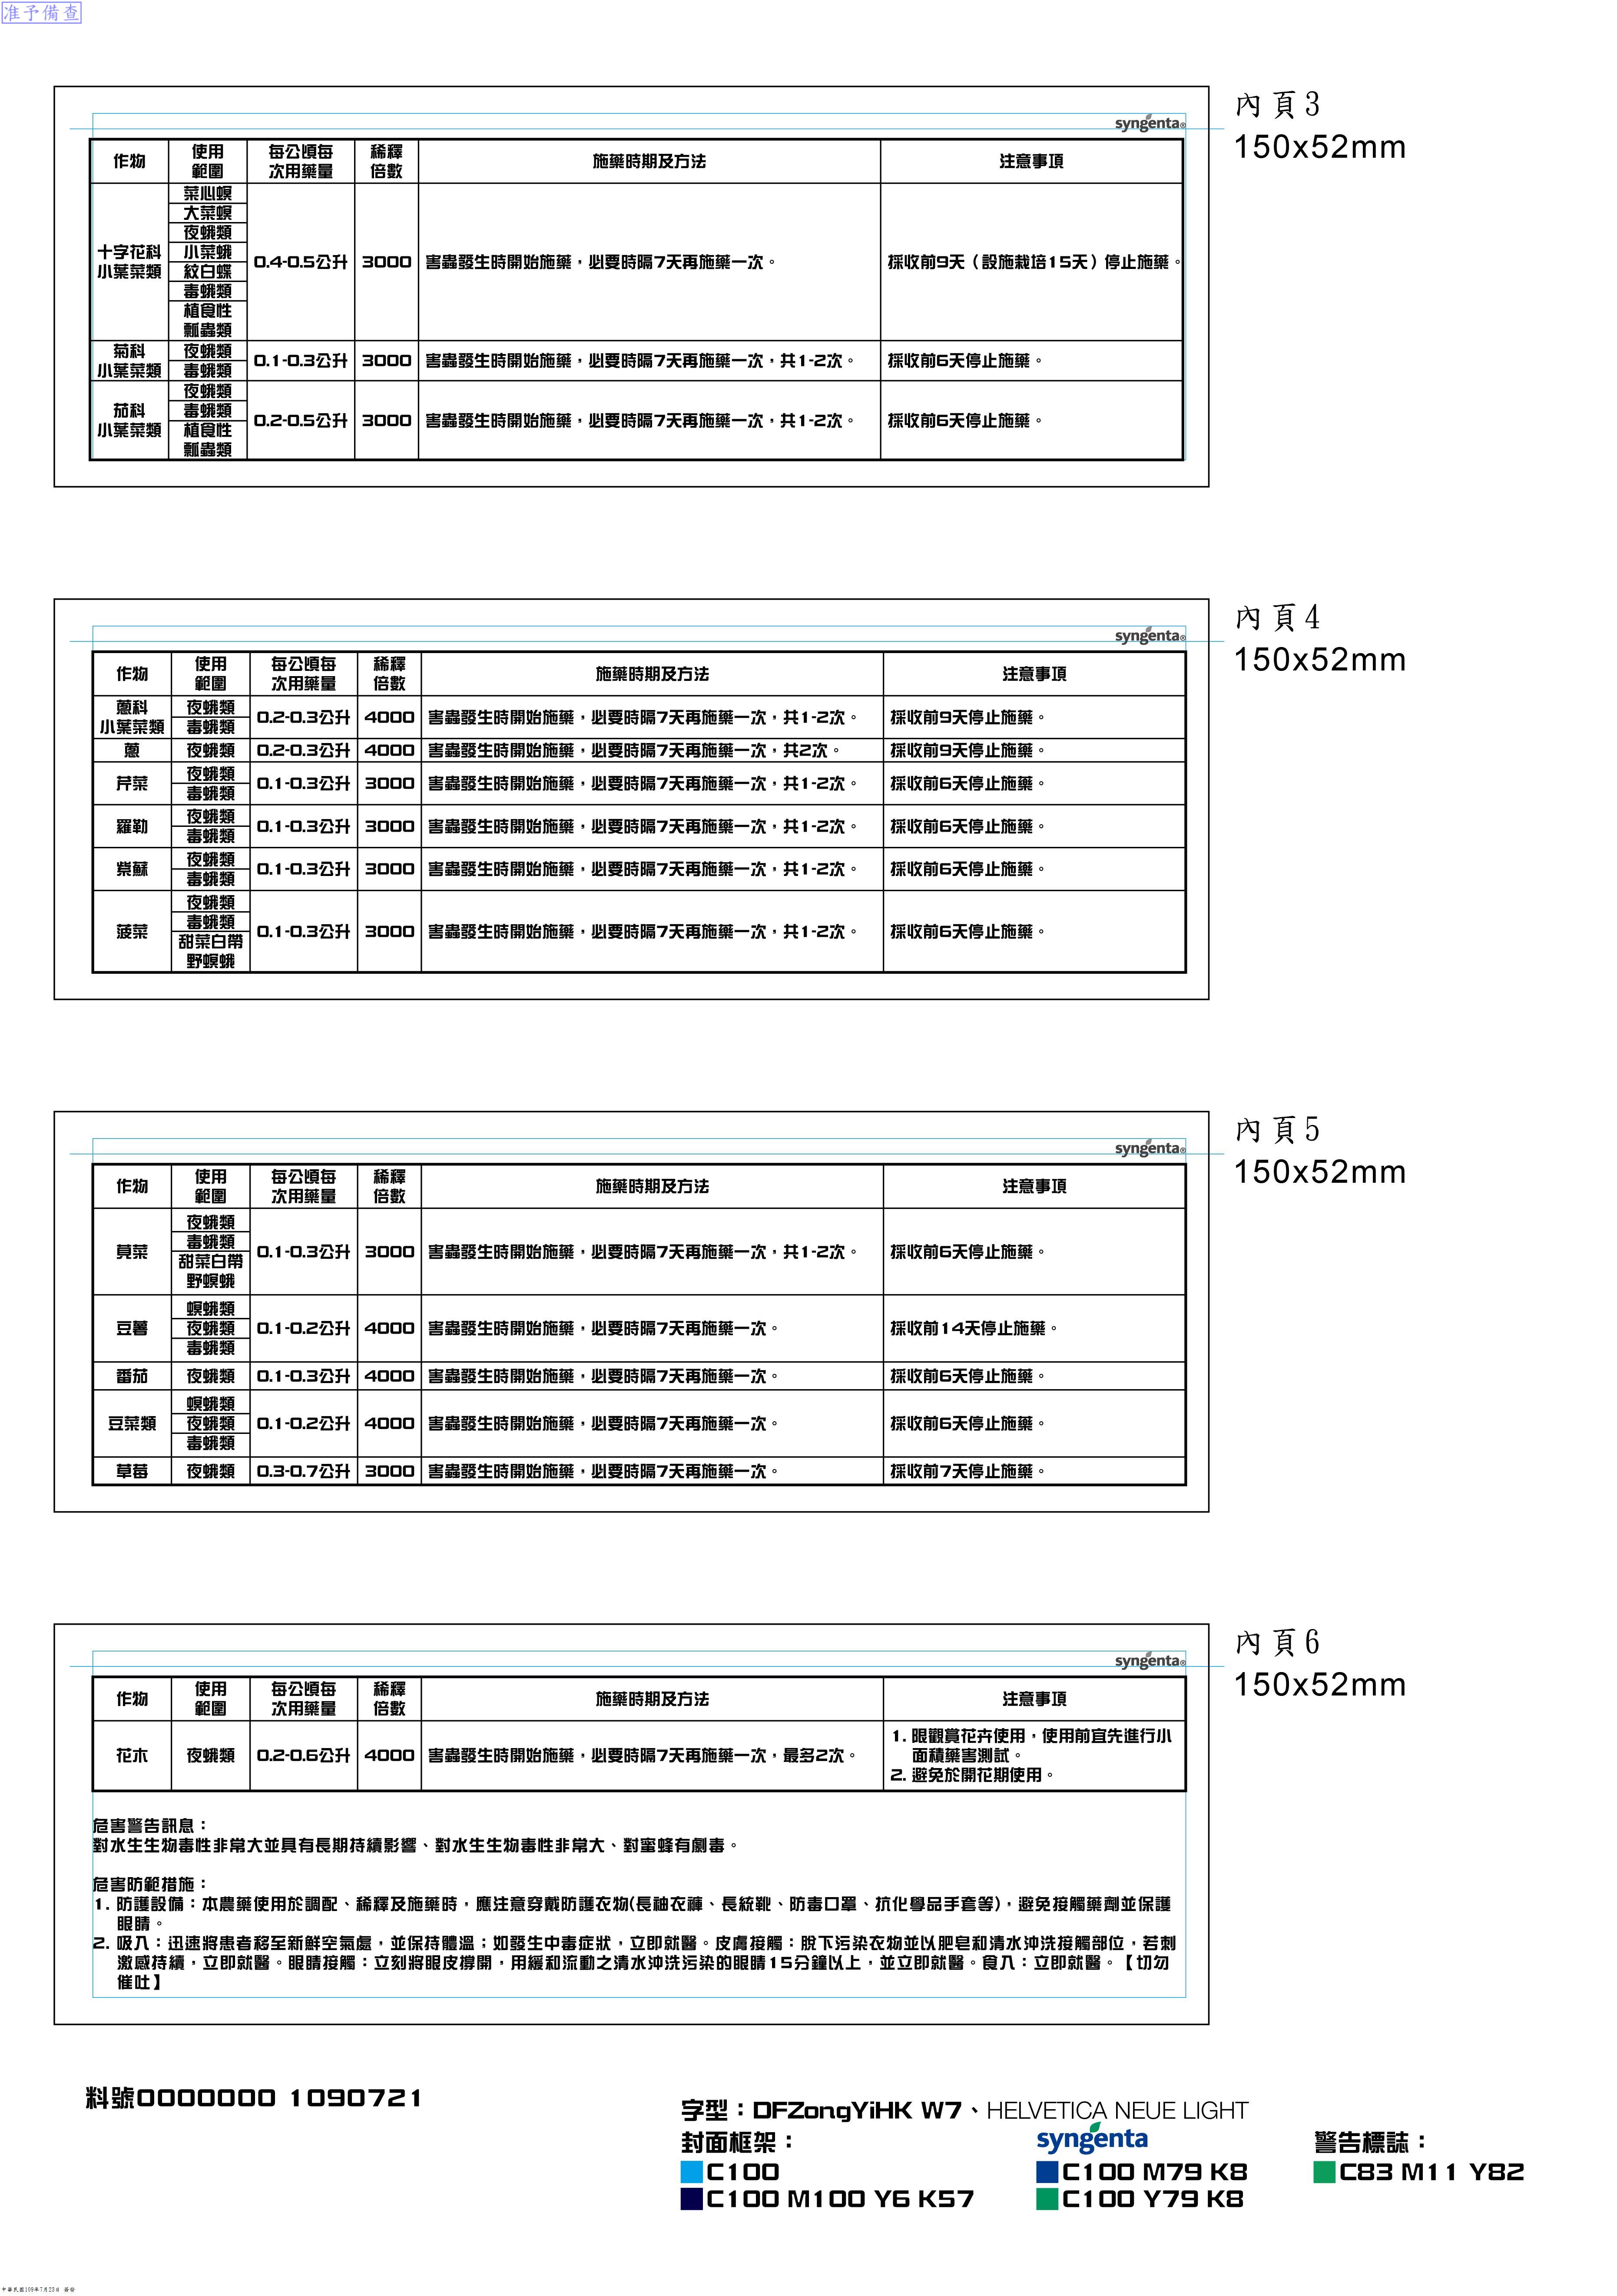 准予備查
內頁3
150x52mm
syngenta®
作物 使用範圍 每公頃每次用藥量 稀釋倍數 施藥時期及方法 注意事項
十字花科小葉菜類 菜心螟 大菜螟 夜蛾類 小菜蛾 紋白蝶 毒蛾類 植食性瓢蟲類 0.4-0.5公升 3000 害蟲發生時開始施藥，必要時隔7天再施藥一次。 採收前9天（設施栽培15天）停止施藥。
菊科小葉菜類 夜蛾類 毒蛾類 0.1-0.3公升 3000 害蟲發生時開始施藥，必要時隔7天再施藥一次，共1-2次。 採收前6天停止施藥。
茄科小葉菜類 夜蛾類 毒蛾類 植食性瓢蟲類 0.2-0.5公升 3000 害蟲發生時開始施藥，必要時隔7天再施藥一次，共1-2次。 採收前6天停止施藥。
內頁4
150x52mm
syngenta®
作物 使用範圍 每公頃每次用藥量 稀釋倍數 施藥時期及方法 注意事項
蔥科小葉菜類 夜蛾類 毒蛾類 0.2-0.3公升 4000 害蟲發生時開始施藥，必要時隔7天再施藥一次，共1-2次。 採收前9天停止施藥。
蔥 夜蛾類 0.2-0.3公升 4000 害蟲發生時開始施藥，必要時隔7天再施藥一次，共2次。 採收前9天停止施藥。
芹菜 夜蛾類 毒蛾類 0.1-0.3公升 3000 害蟲發生時開始施藥，必要時隔7天再施藥一次，共1-2次。 採收前6天停止施藥。
羅勒 夜蛾類 毒蛾類 0.1-0.3公升 3000 害蟲發生時開始施藥，必要時隔7天再施藥一次，共1-2次。 採收前6天停止施藥。
紫蘇 夜蛾類 毒蛾類 0.1-0.3公升 3000 害蟲發生時開始施藥，必要時隔7天再施藥一次，共1-2次。 採收前6天停止施藥。
菠菜 夜蛾類 毒蛾類 甜菜白帶野螟蛾 0.1-0.3公升 3000 害蟲發生時開始施藥，必要時隔7天再施藥一次，共1-2次。 採收前6天停止施藥。
內頁5
150x52mm
syngenta®
作物 使用範圍 每公頃每次用藥量 稀釋倍數 施藥時期及方法 注意事項
莧菜 夜蛾類 毒蛾類 甜菜白帶野螟蛾 0.1-0.3公升 3000 害蟲發生時開始施藥，必要時隔7天再施藥一次，共1-2次。 採收前6天停止施藥。
豆薯 螟蛾類 夜蛾類 毒蛾類 0.1-0.2公升 4000 害蟲發生時開始施藥，必要時隔7天再施藥一次。 採收前14天停止施藥。
番茄 夜蛾類 0.1-0.3公升 4000 害蟲發生時開始施藥，必要時隔7天再施藥一次。 採收前6天停止施藥。
豆菜類 螟蛾類 夜蛾類 毒蛾類 0.1-0.2公升 4000 害蟲發生時開始施藥，必要時隔7天再施藥一次。 採收前6天停止施藥。
草莓 夜蛾類 0.3-0.7公升 3000 害蟲發生時開始施藥，必要時隔7天再施藥一次。 採收前7天停止施藥。
內頁6
150x52mm
syngenta®
作物 使用範圍 每公頃每次用藥量 稀釋倍數 施藥時期及方法 注意事項
花木 夜蛾類 0.2-0.6公升 4000 害蟲發生時開始施藥，必要時隔7天再施藥一次，最多2次。 1. 限觀賞花卉使用，使用前宜先進行小面積藥害測試。 2. 避免於開花期使用。
危害警告訊息：
對水生生物毒性非常大並具有長期持續影響、對水生生物毒性非常大、對蜜蜂有劇毒。
危害防範措施：
1. 防護設備：本農藥使用於調配、稀釋及施藥時，應注意穿戴防護衣物(長袖衣褲、長統靴、防毒口罩、抗化學品手套等)，避免接觸藥劑並保護
眼睛。
2. 吸入：迅速將患者移至新鮮空氣處，並保持體溫；如發生中毒症狀，立即就醫。皮膚接觸：脫下污染衣物並以肥皂和清水沖洗接觸部位，若刺
激感持續，立即就醫。眼睛接觸：立刻將眼皮撐開，用緩和流動之清水沖洗污染的眼睛15分鐘以上，並立即就醫。食入：立即就醫。【切勿
催吐】
料號0000000 1090721
字型：DFZongYiHK W7、HELVETICA NEUE LIGHT
封面框架： syngenta 警告標誌：
C100 C100 M79 K8 C83 M11 Y82
C100 M100 Y6 K57 C100 Y79 K8
中華民國109年7月23日